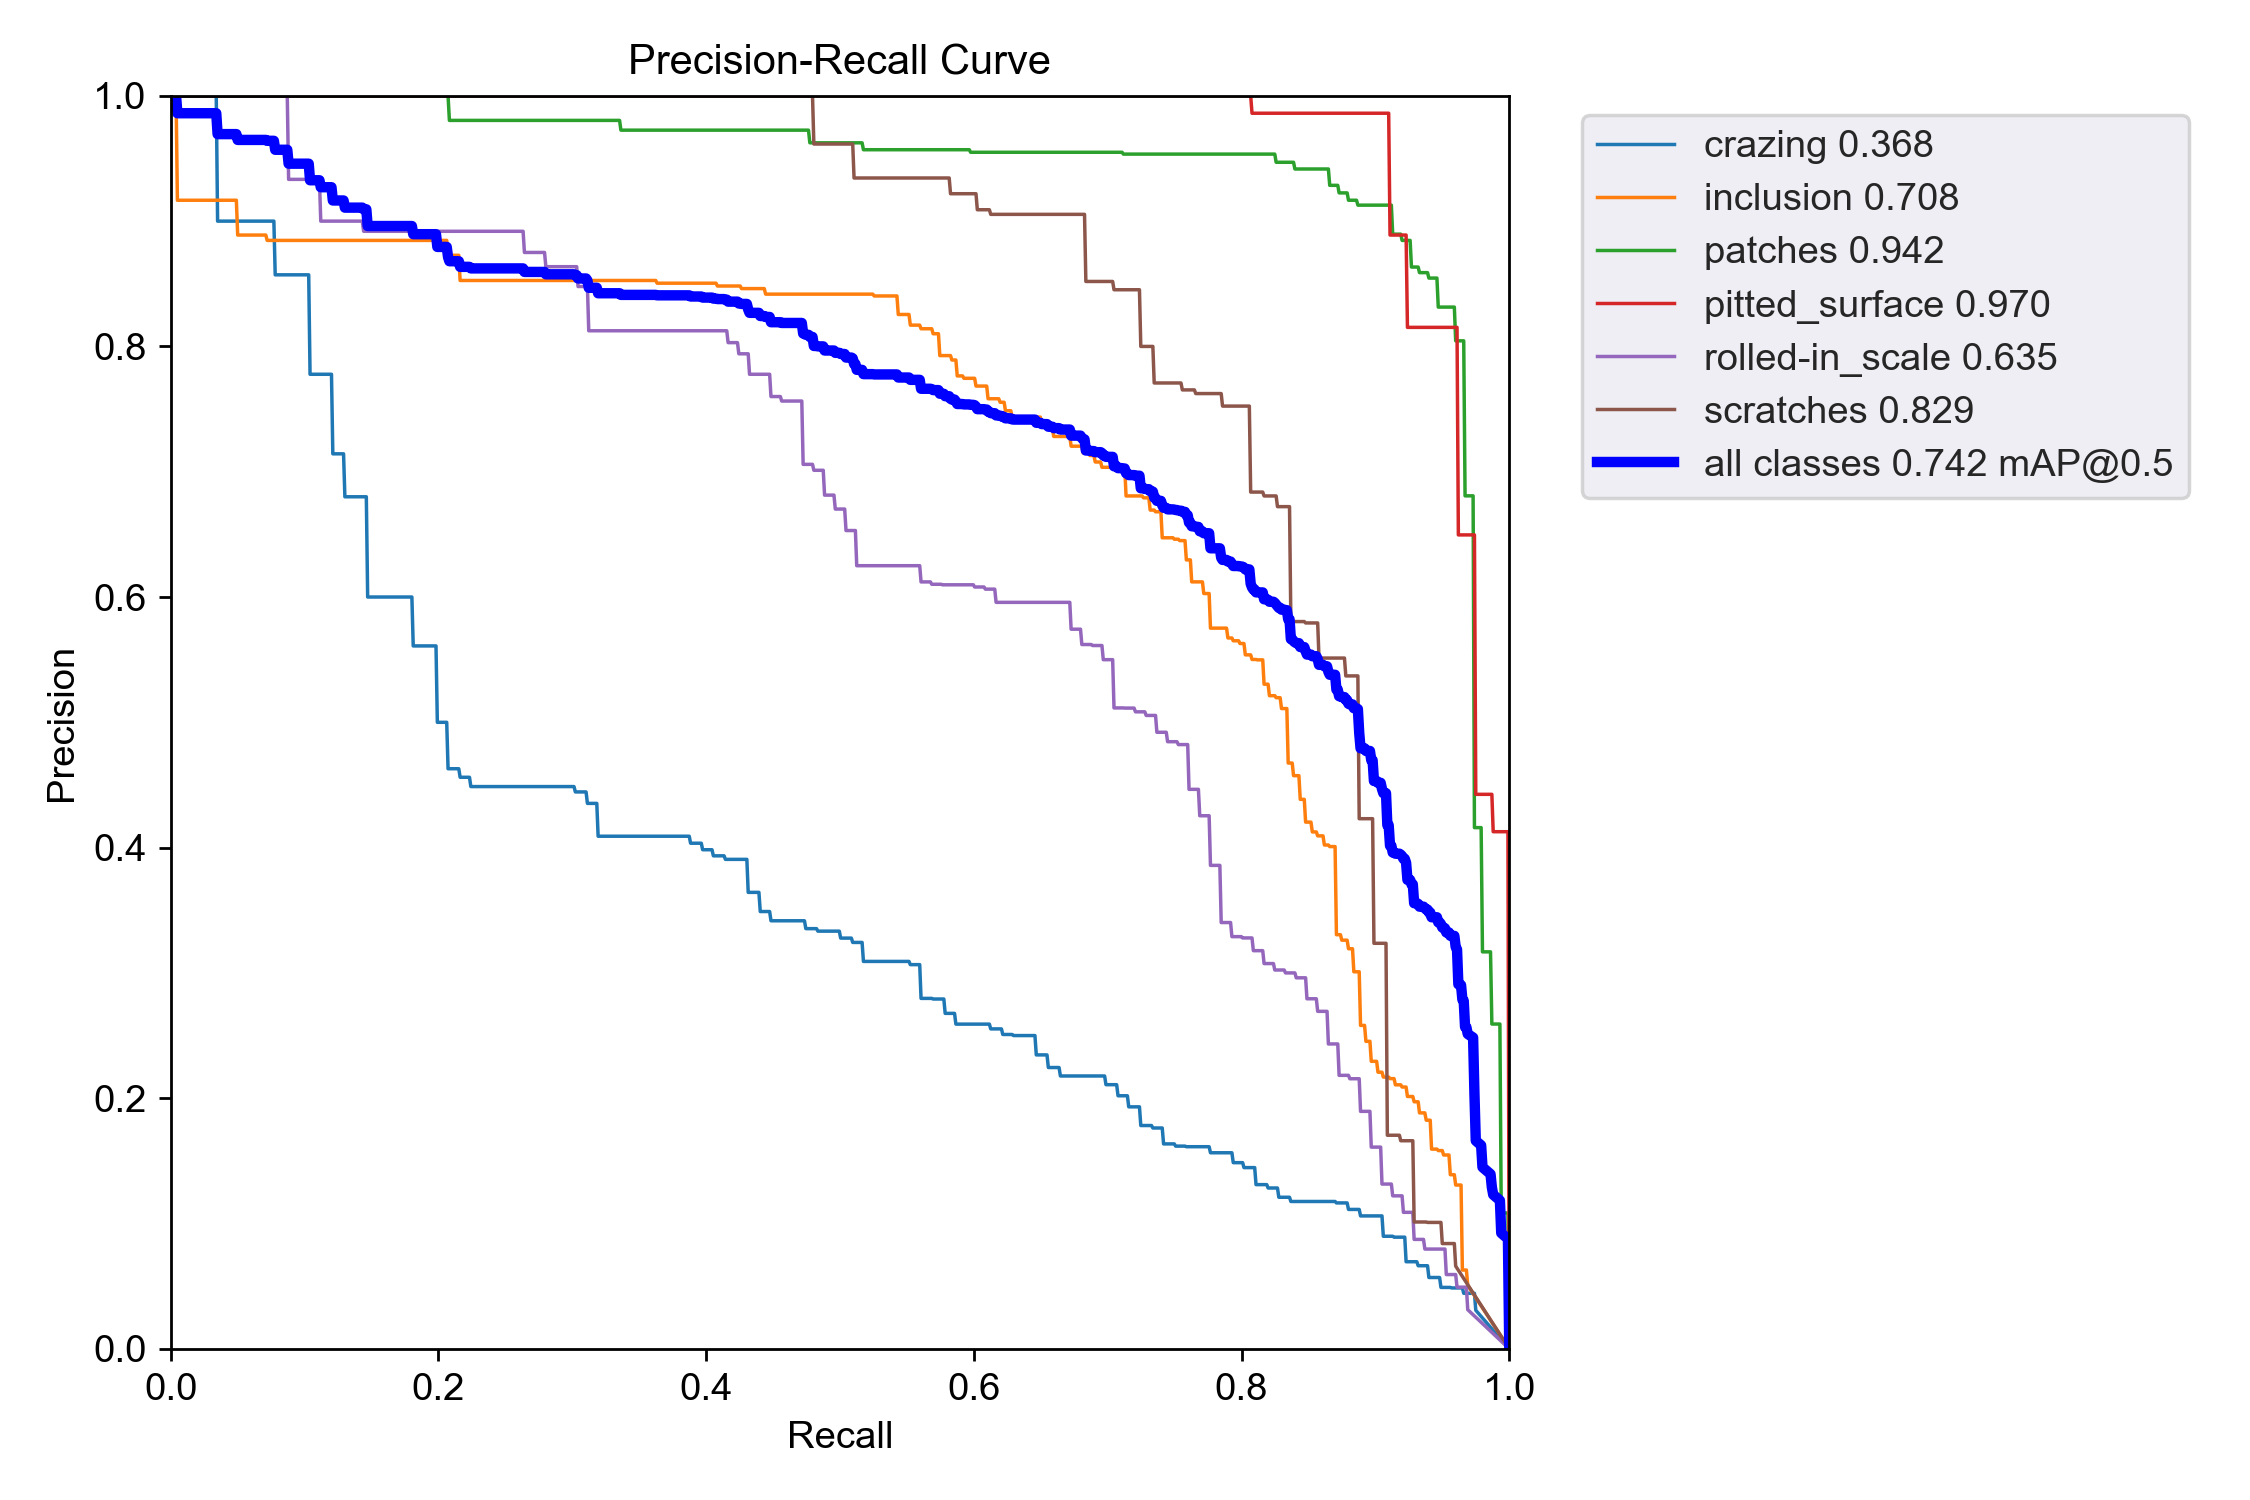 Precision-Recall Curve
1.0
0.8
0.6
0.4
0.2
0.0
Precision
0.0 0.2 0.4 0.6 0.8 1.0
Recall
crazing 0.368
inclusion 0.708
patches 0.942
pitted_surface 0.970
rolled-in_scale 0.635
scratches 0.829
all classes 0.742 mAP@0.5